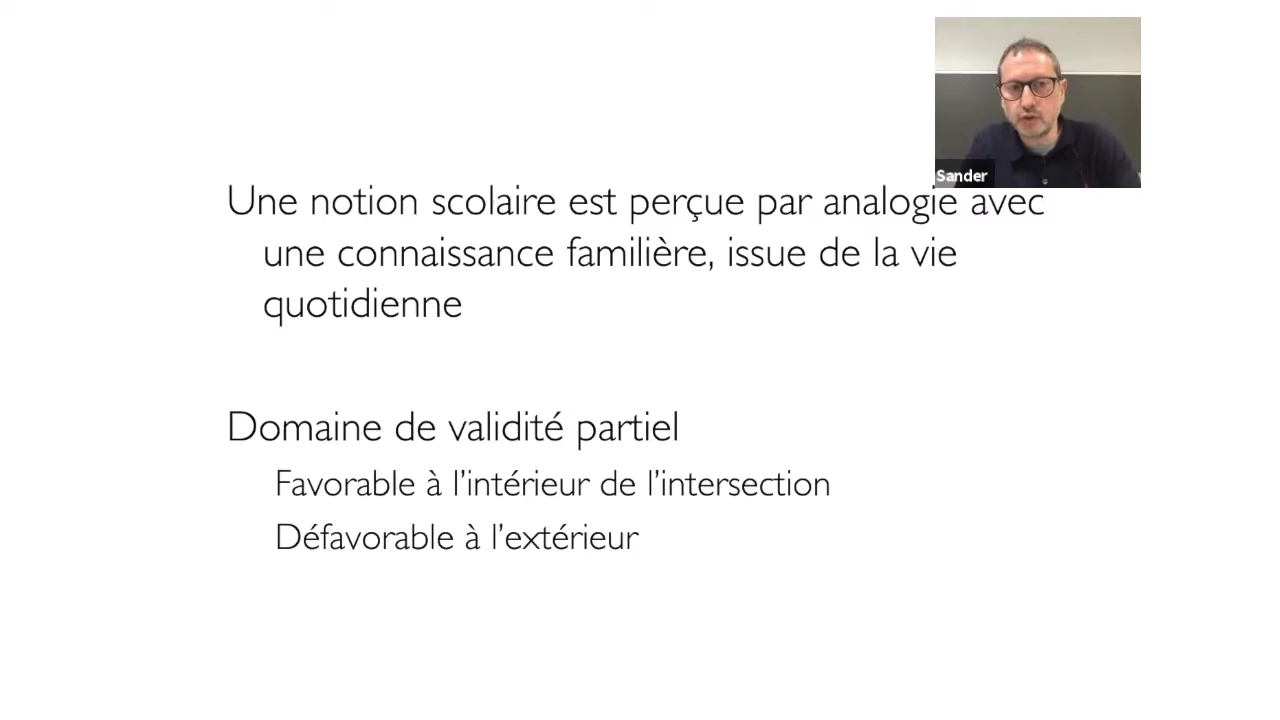 Sander
Une notion scolaire est perçue par analogie avec
une connaissance familière, issue de la vie
quotidienne
Domaine de validité partiel
Favorable à l’intérieur de l’intersection
Défavorable à l’extérieur